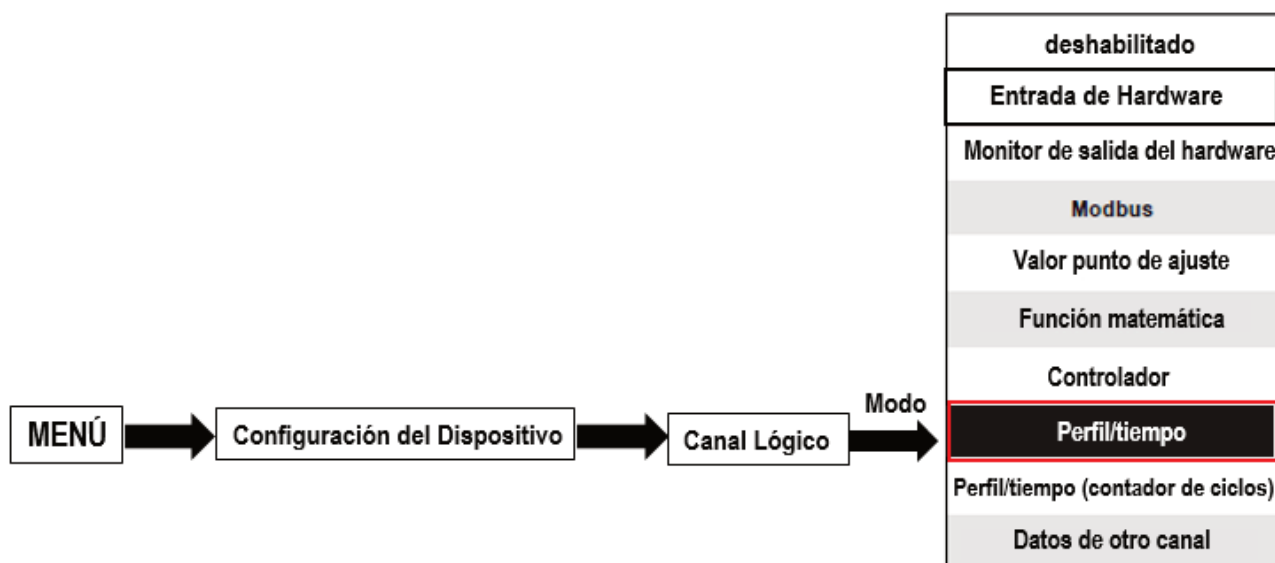 deshabilitado
Entrada de Hardware
Monitor de salida del hardware
Modbus
Valor punto de ajuste
Función matemática
Controlador
MENÚ
Configuración del Dispositivo
Canal Lógico
Modo
Perfil/tiempo
Perfil/tiempo (contador de ciclos)
Datos de otro canal